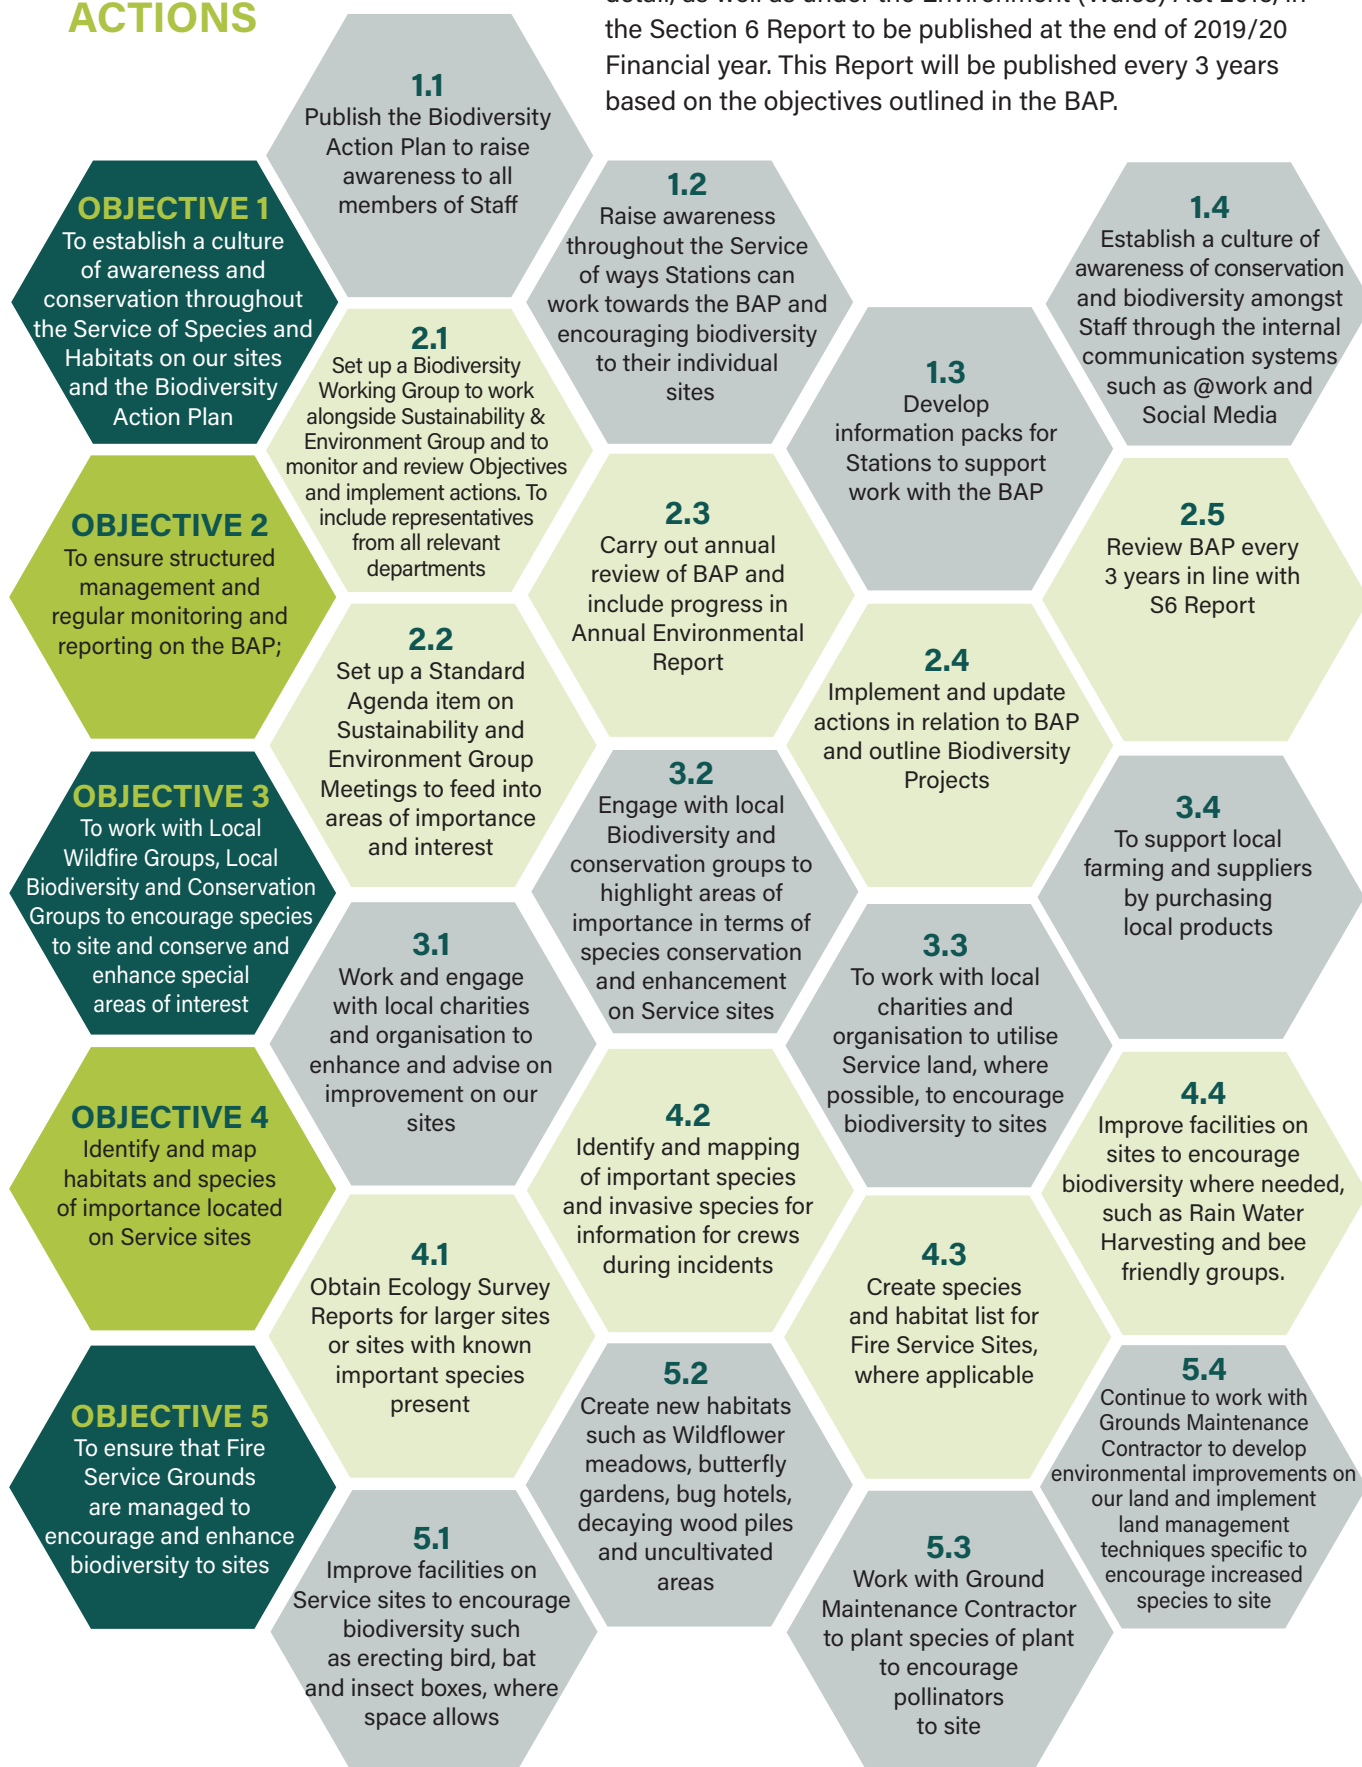 ACTIONS
the Section 6 Report to be published at the end of 2019/20
Financial year. This Report will be published every 3 years
based on the objectives outlined in the BAP.
OBJECTIVE 1
To establish a culture
of awareness and
conservation throughout
the Service of Species and
Habitats on our sites
and the Biodiversity
Action Plan
1.1
Publish the Biodiversity
Action Plan to raise
awareness to all
members of Staff
1.2
Raise awareness
throughout the Service
of ways Stations can
work towards the BAP and
encouraging biodiversity
to their individual
sites
1.3
Develop
information packs for
Stations to support
work with the BAP
1.4
Establish a culture of
awareness of conservation
and biodiversity amongst
Staff through the internal
communication systems
such as @work and
Social Media
OBJECTIVE 2
To ensure structured
management and
regular monitoring and
reporting on the BAP;
2.1
Set up a Biodiversity
Working Group to work
alongside Sustainability &
Environment Group and to
monitor and review Objectives
and implement actions. To
include representatives
from all relevant
departments
2.2
Set up a Standard
Agenda item on
Sustainability and
Environment Group
Meetings to feed into
areas of importance
and interest
2.3
Carry out annual
review of BAP and
include progress in
Annual Environmental
Report
2.4
Implement and update
actions in relation to BAP
and outline Biodiversity
Projects
2.5
Review BAP every
3 years in line with
S6 Report
OBJECTIVE 3
To work with Local
Wildfire Groups, Local
Biodiversity and Conservation
Groups to encourage species
to site and conserve and
enhance special
areas of interest
3.1
Work and engage
with local charities
and organisation to
enhance and advise on
improvement on our
sites
3.2
Engage with local
Biodiversity and
conservation groups to
highlight areas of
importance in terms of
species conservation
and enhancement
on Service sites
3.3
To work with local
charities and
organisation to utilise
Service land, where
possible, to encourage
biodiversity to sites
3.4
To support local
farming and suppliers
by purchasing
local products
OBJECTIVE 4
Identify and map
habitats and species
of importance located
on Service sites
4.1
Obtain Ecology Survey
Reports for larger sites
or sites with known
important species
present
4.2
Identify and mapping
of important species
and invasive species for
information for crews
during incidents
4.3
Create species
and habitat list for
Fire Service Sites,
where applicable
4.4
Improve facilities on
sites to encourage
biodiversity where needed,
such as Rain Water
Harvesting and bee
friendly groups.
OBJECTIVE 5
To ensure that Fire
Service Grounds
are managed to
encourage and enhance
biodiversity to sites
5.1
Improve facilities on
Service sites to encourage
biodiversity such
as erecting bird, bat
and insect boxes, where
space allows
5.2
Create new habitats
such as Wildflower
meadows, butterfly
gardens, bug hotels,
decaying wood piles
and uncultivated
areas
5.3
Work with Ground
Maintenance Contractor
to plant species of plant
to encourage
pollinators
to site
5.4
Continue to work with
Grounds Maintenance
Contractor to develop
environmental improvements on
our land and implement
land management
techniques specific to
encourage increased
species to site